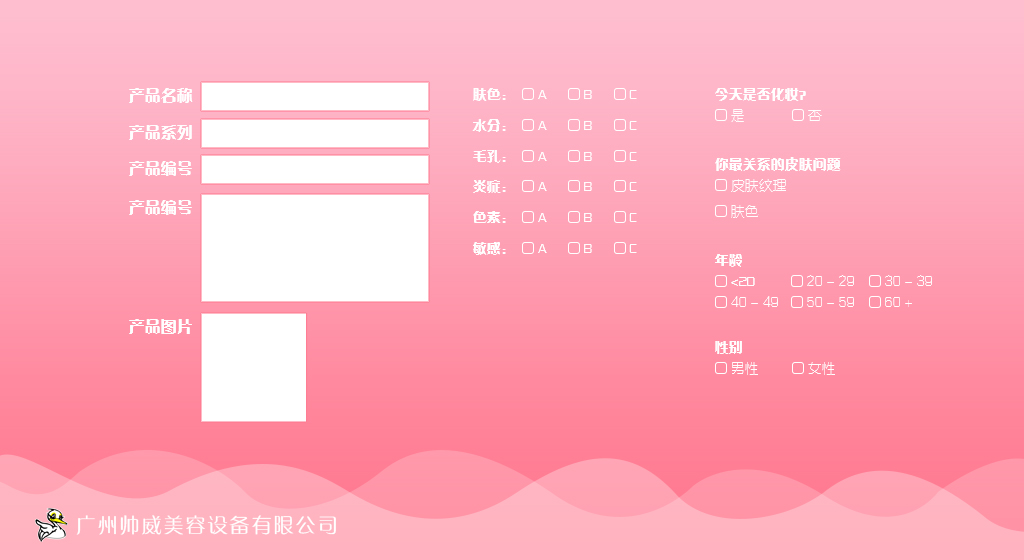 产品名称
产品系列
产品编号
产品编号
产品图片
肤色： A B C
水分： A B C
毛孔： A B C
炎症： A B C
色素： A B C
敏感： A B C
今天是否化妆?
是 否
你最关系的皮肤问题
皮肤纹理
肤色
年龄
<20 20 - 29 30 - 39
40 - 49 50 - 59 60 +
性别
男性 女性
广州帅威美容设备有限公司